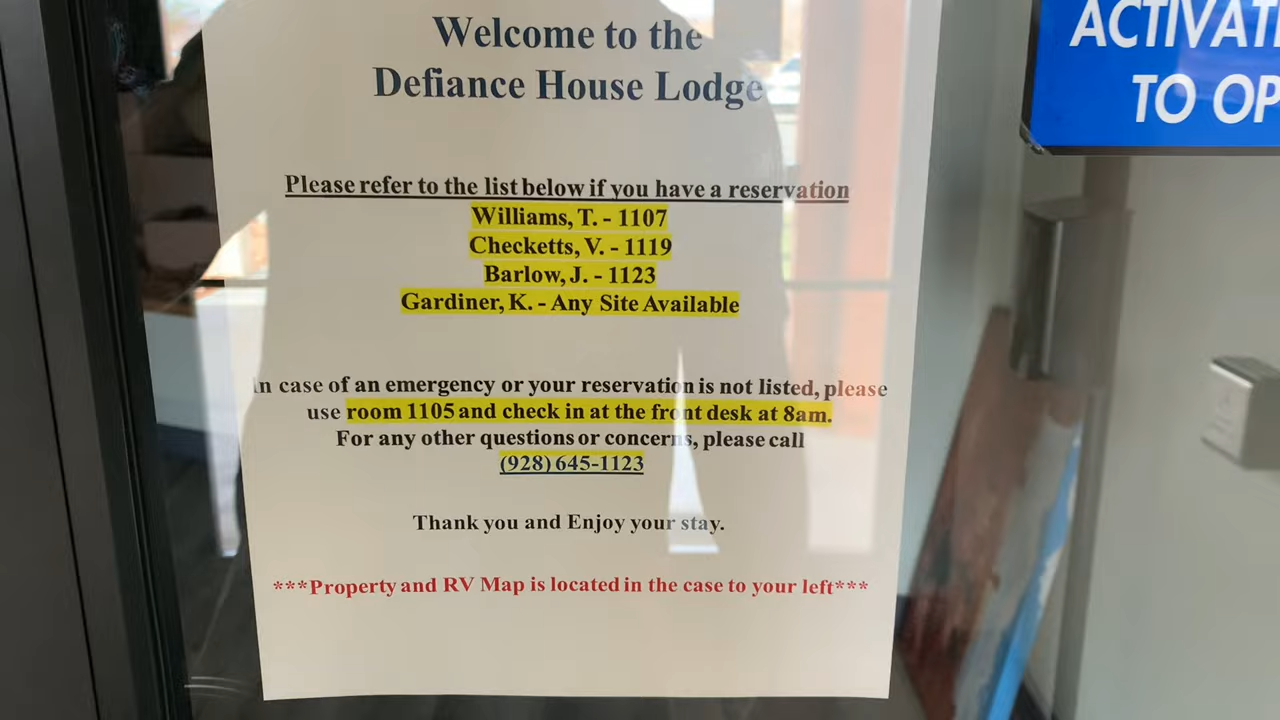 Welcome to the
Defiance House Lodge
Please refer to the list below if you have a reservation
Williams, T. - 1107
Checketts, V. - 1119
Barlow, J. - 1123
Gardiner, K. - Any Site Available
In case of an emergency or your reservation is not listed, please
use room 1105 and check in at the front desk at 8am.
For any other questions or concerns, please call
(928) 645-1123
Thank you and Enjoy your stay.
***Property and RV Map is located in the case to your left***
ACTIVAT
TO OP